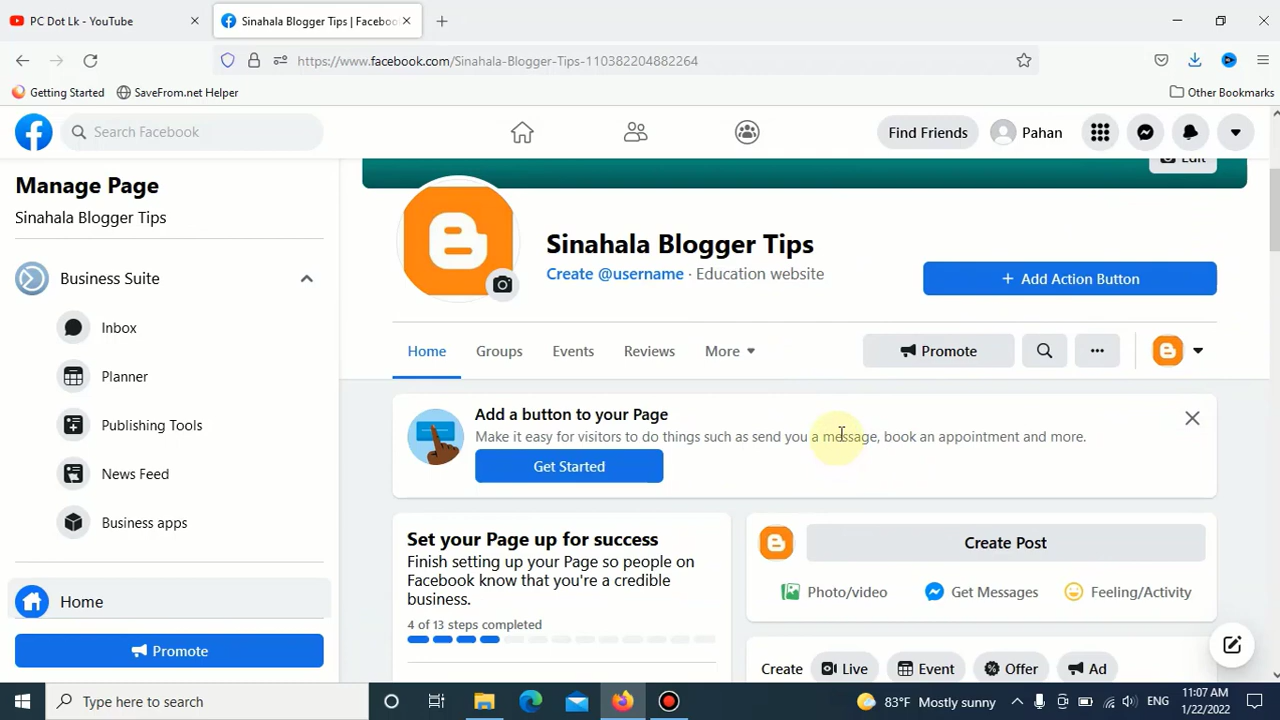 PC Dot Lk - YouTube
Sinahala Blogger Tips | Facebook
https://www.facebook.com/Sinahala-Blogger-Tips-110382204882264
Getting Started
SaveFrom.net Helper
Other Bookmarks
Search Facebook
Find Friends
Pahan
Manage Page
Sinahala Blogger Tips
Edit
Business Suite
Inbox
Planner
Publishing Tools
News Feed
Business apps
Home
Promote
Sinahala Blogger Tips
Create @username · Education website
+ Add Action Button
Home Groups Events Reviews More
Promote
Add a button to your Page
Make it easy for visitors to do things such as send you a message, book an appointment and more.
Get Started
Set your Page up for success
Finish setting up your Page so people on
Facebook know that you're a credible
business.
4 of 13 steps completed
Create Post
Photo/video Get Messages Feeling/Activity
Create Live Event Offer Ad
Type here to search
83°F Mostly sunny
ENG
11:07 AM
1/22/2022